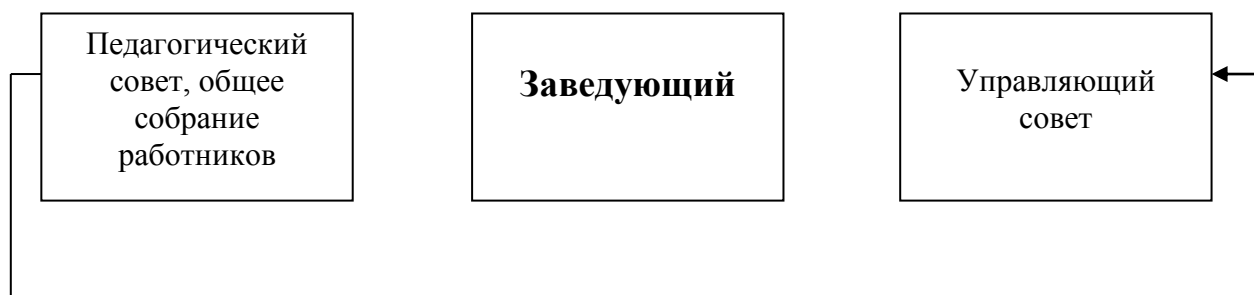 Педагогический
совет, общее
собрание
работников
Заведующий
Управляющий
совет